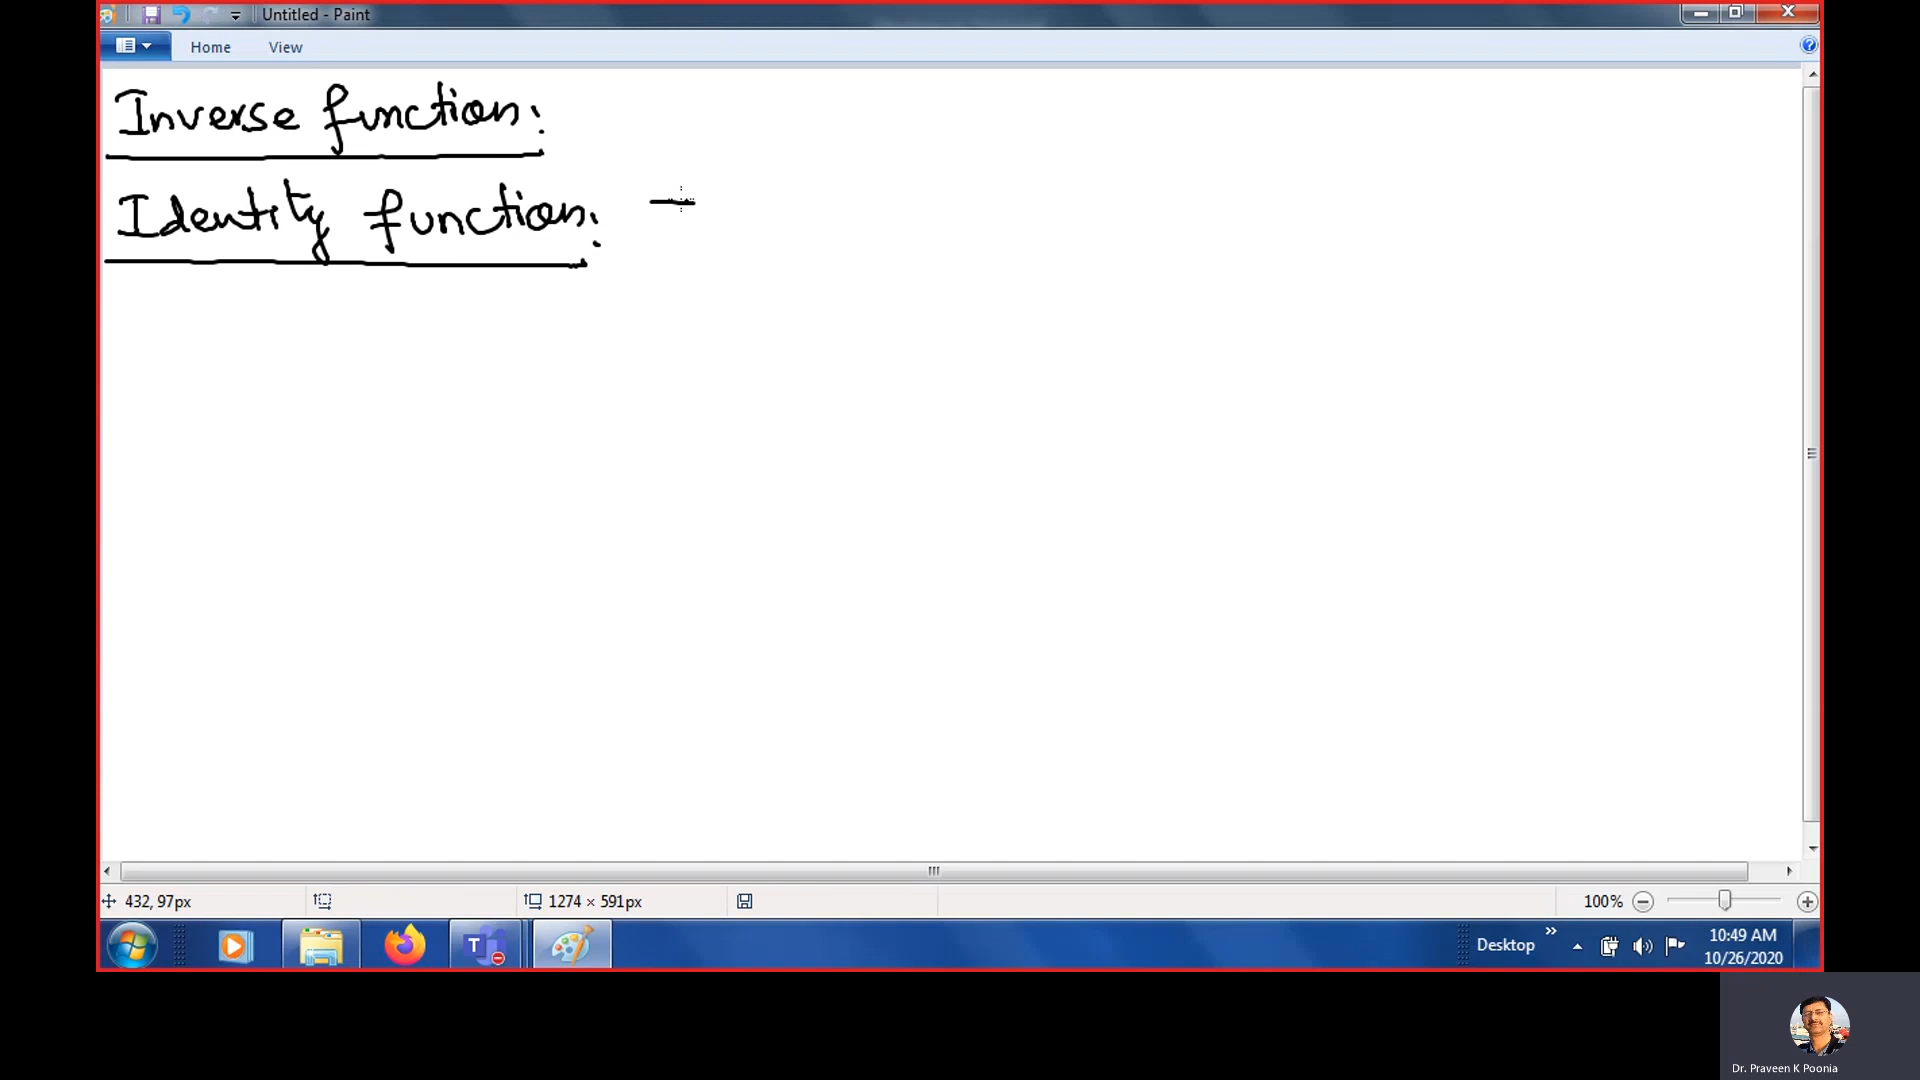 Untitled - Paint
Home View
Inverse function:
Identity function:
432, 97px
1274 × 591px
100%
T
Desktop
»
10:49 AM
10/26/2020
Dr. Praveen K Poonia